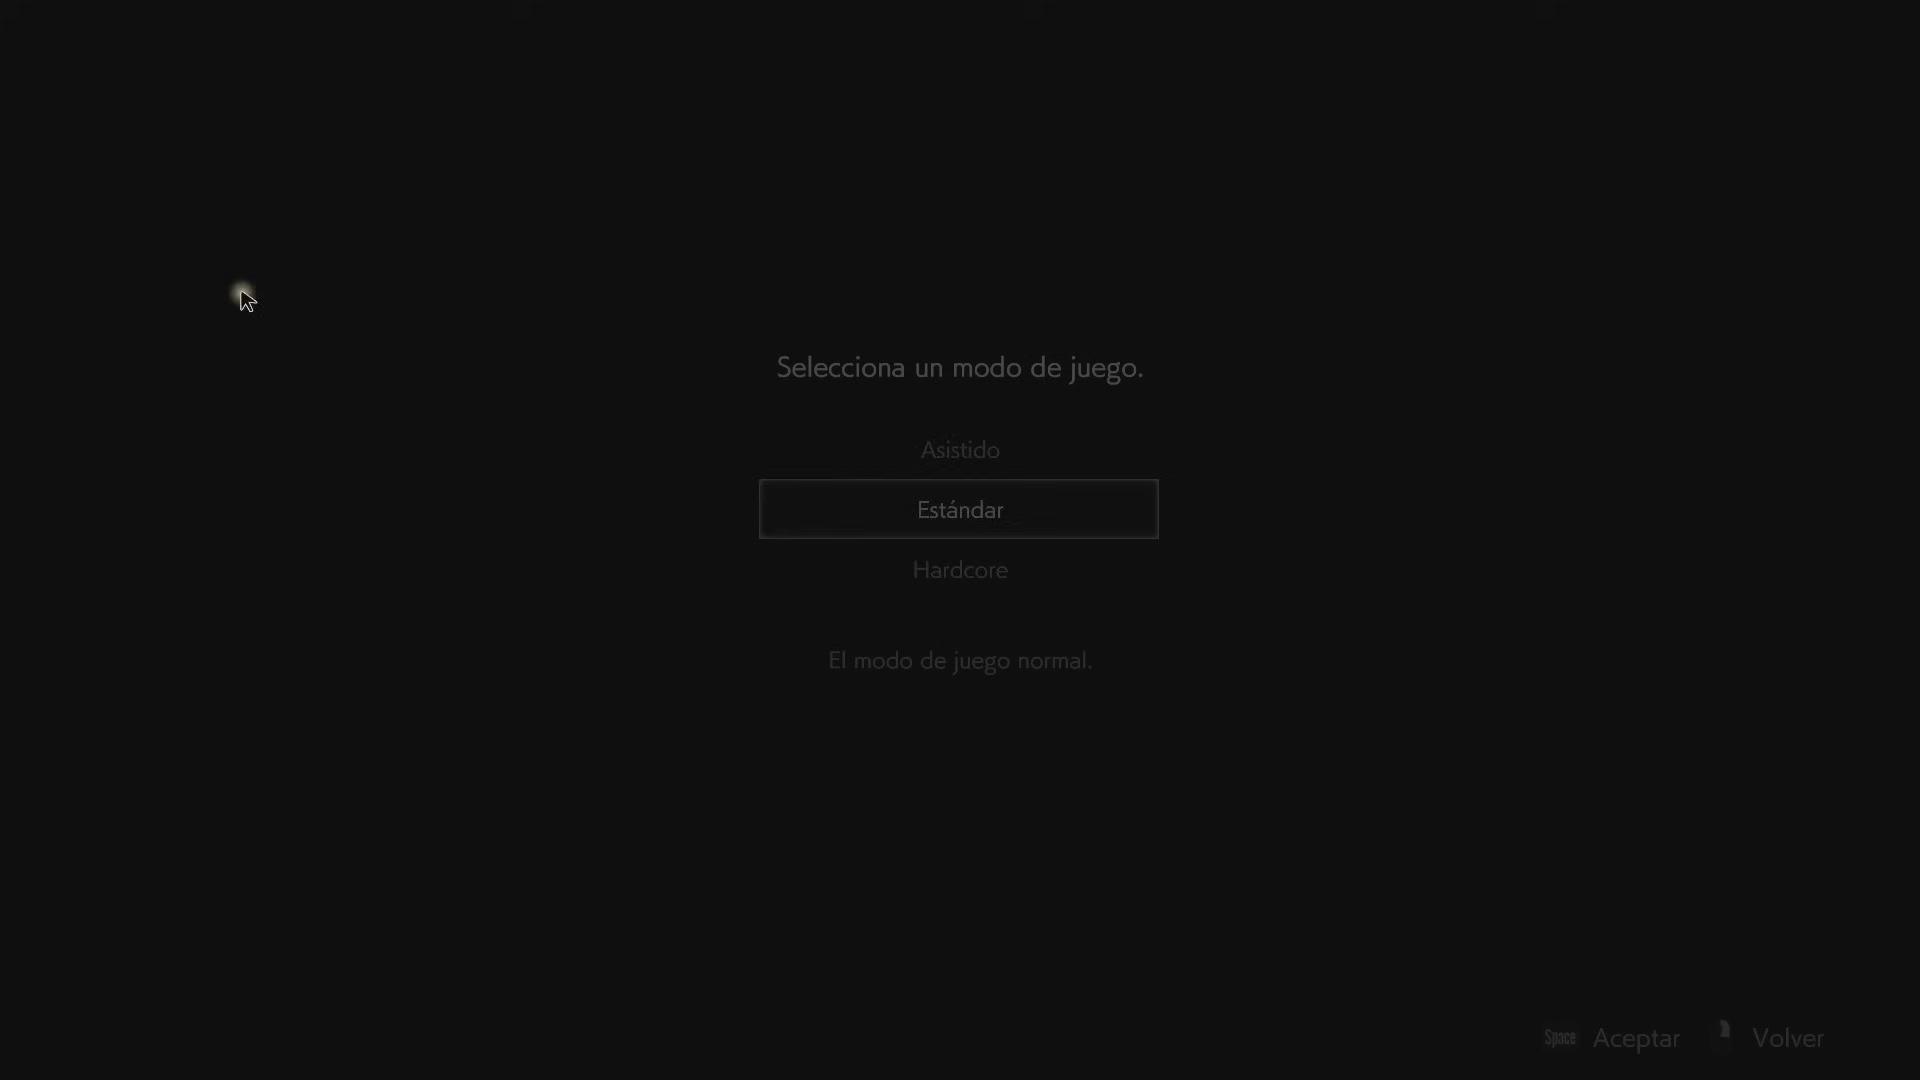 Selecciona un modo de juego.
Asistido
Estándar
Hardcore
El modo de juego normal.
Space Aceptar Volver